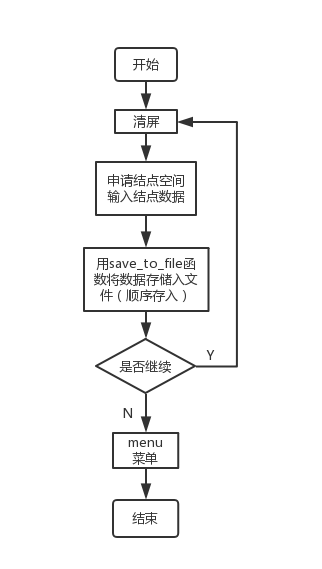 开始
清屏
申请结点空间
输入结点数据
用save_to_file函
数将数据存储入文
件（顺序存入）
是否继续
Y
N
menu
菜单
结束